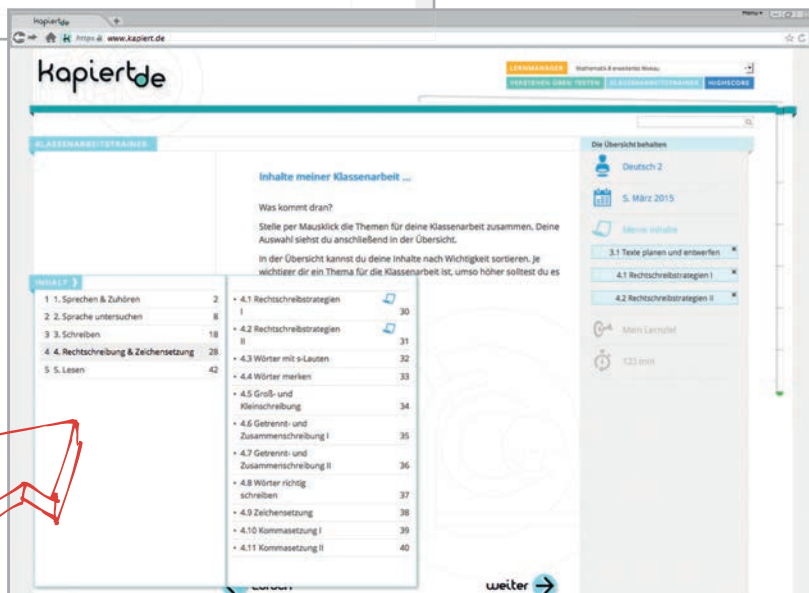 kapiert.de
Menu
https www.kapiert.de
kapiert.de
LERNMANAGER
Mathematik 8 erweitertes Niveau
VERSTEHEN ÜBEN TESTEN
KLASSENARBEITSTRAINER
HIGHSCORE
KLASSENARBEITSTRAINER
Inhalte meiner Klassenarbeit ...
Was kommt dran?
Stelle per Mausklick die Themen für deine Klassenarbeit zusammen. Deine
Auswahl siehst du anschließend in der Übersicht.
In der Übersicht kannst du deine Inhalte nach Wichtigkeit sortieren. Je
wichtiger dir ein Thema für die Klassenarbeit ist, umso höher solltest du es
INHALT
1 1. Sprechen & Zuhören 2
2 2. Sprache untersuchen 8
3 3. Schreiben 18
4 4. Rechtschreibung & Zeichensetzung 28
5 5. Lesen 42
• 4.1 Rechtschreibstrategien
I 30
• 4.2 Rechtschreibstrategien
II 31
• 4.3 Wörter mit s-Lauten 32
• 4.4 Wörter merken 33
• 4.5 Groß- und
Kleinschreibung 34
• 4.6 Getrennt- und
Zusammenschreibung I 35
• 4.7 Getrennt- und
Zusammenschreibung II 36
• 4.8 Wörter richtig
schreiben 37
• 4.9 Zeichensetzung 38
• 4.10 Kommasetzung I 39
• 4.11 Kommasetzung II 40
weiter
Die Übersicht behalten
Deutsch 2
5. März 2015
Meine Inhalte
3.1 Texte planen und entwerfen
4.1 Rechtschreibstrategien I
4.2 Rechtschreibstrategien II
Mein Lernziel